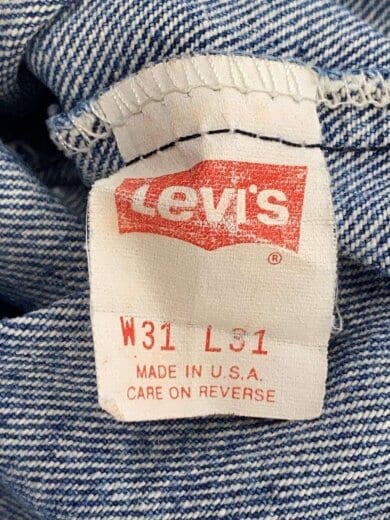 Levi's
®
W31 L31
MADE IN U.S.A.
CARE ON REVERSE